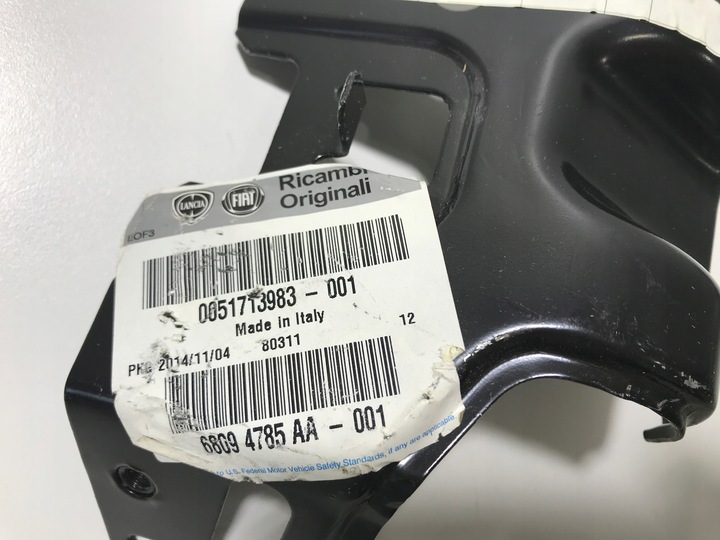 LANCIA FIAT Ricambi
Originali
EOF3
0051713983 - 001
Made in Italy 12
2014/11/04 80311
6809 4785 AA - 001
to U.S. Federal Motor Vehicle Safety Standards, if any are applicable.